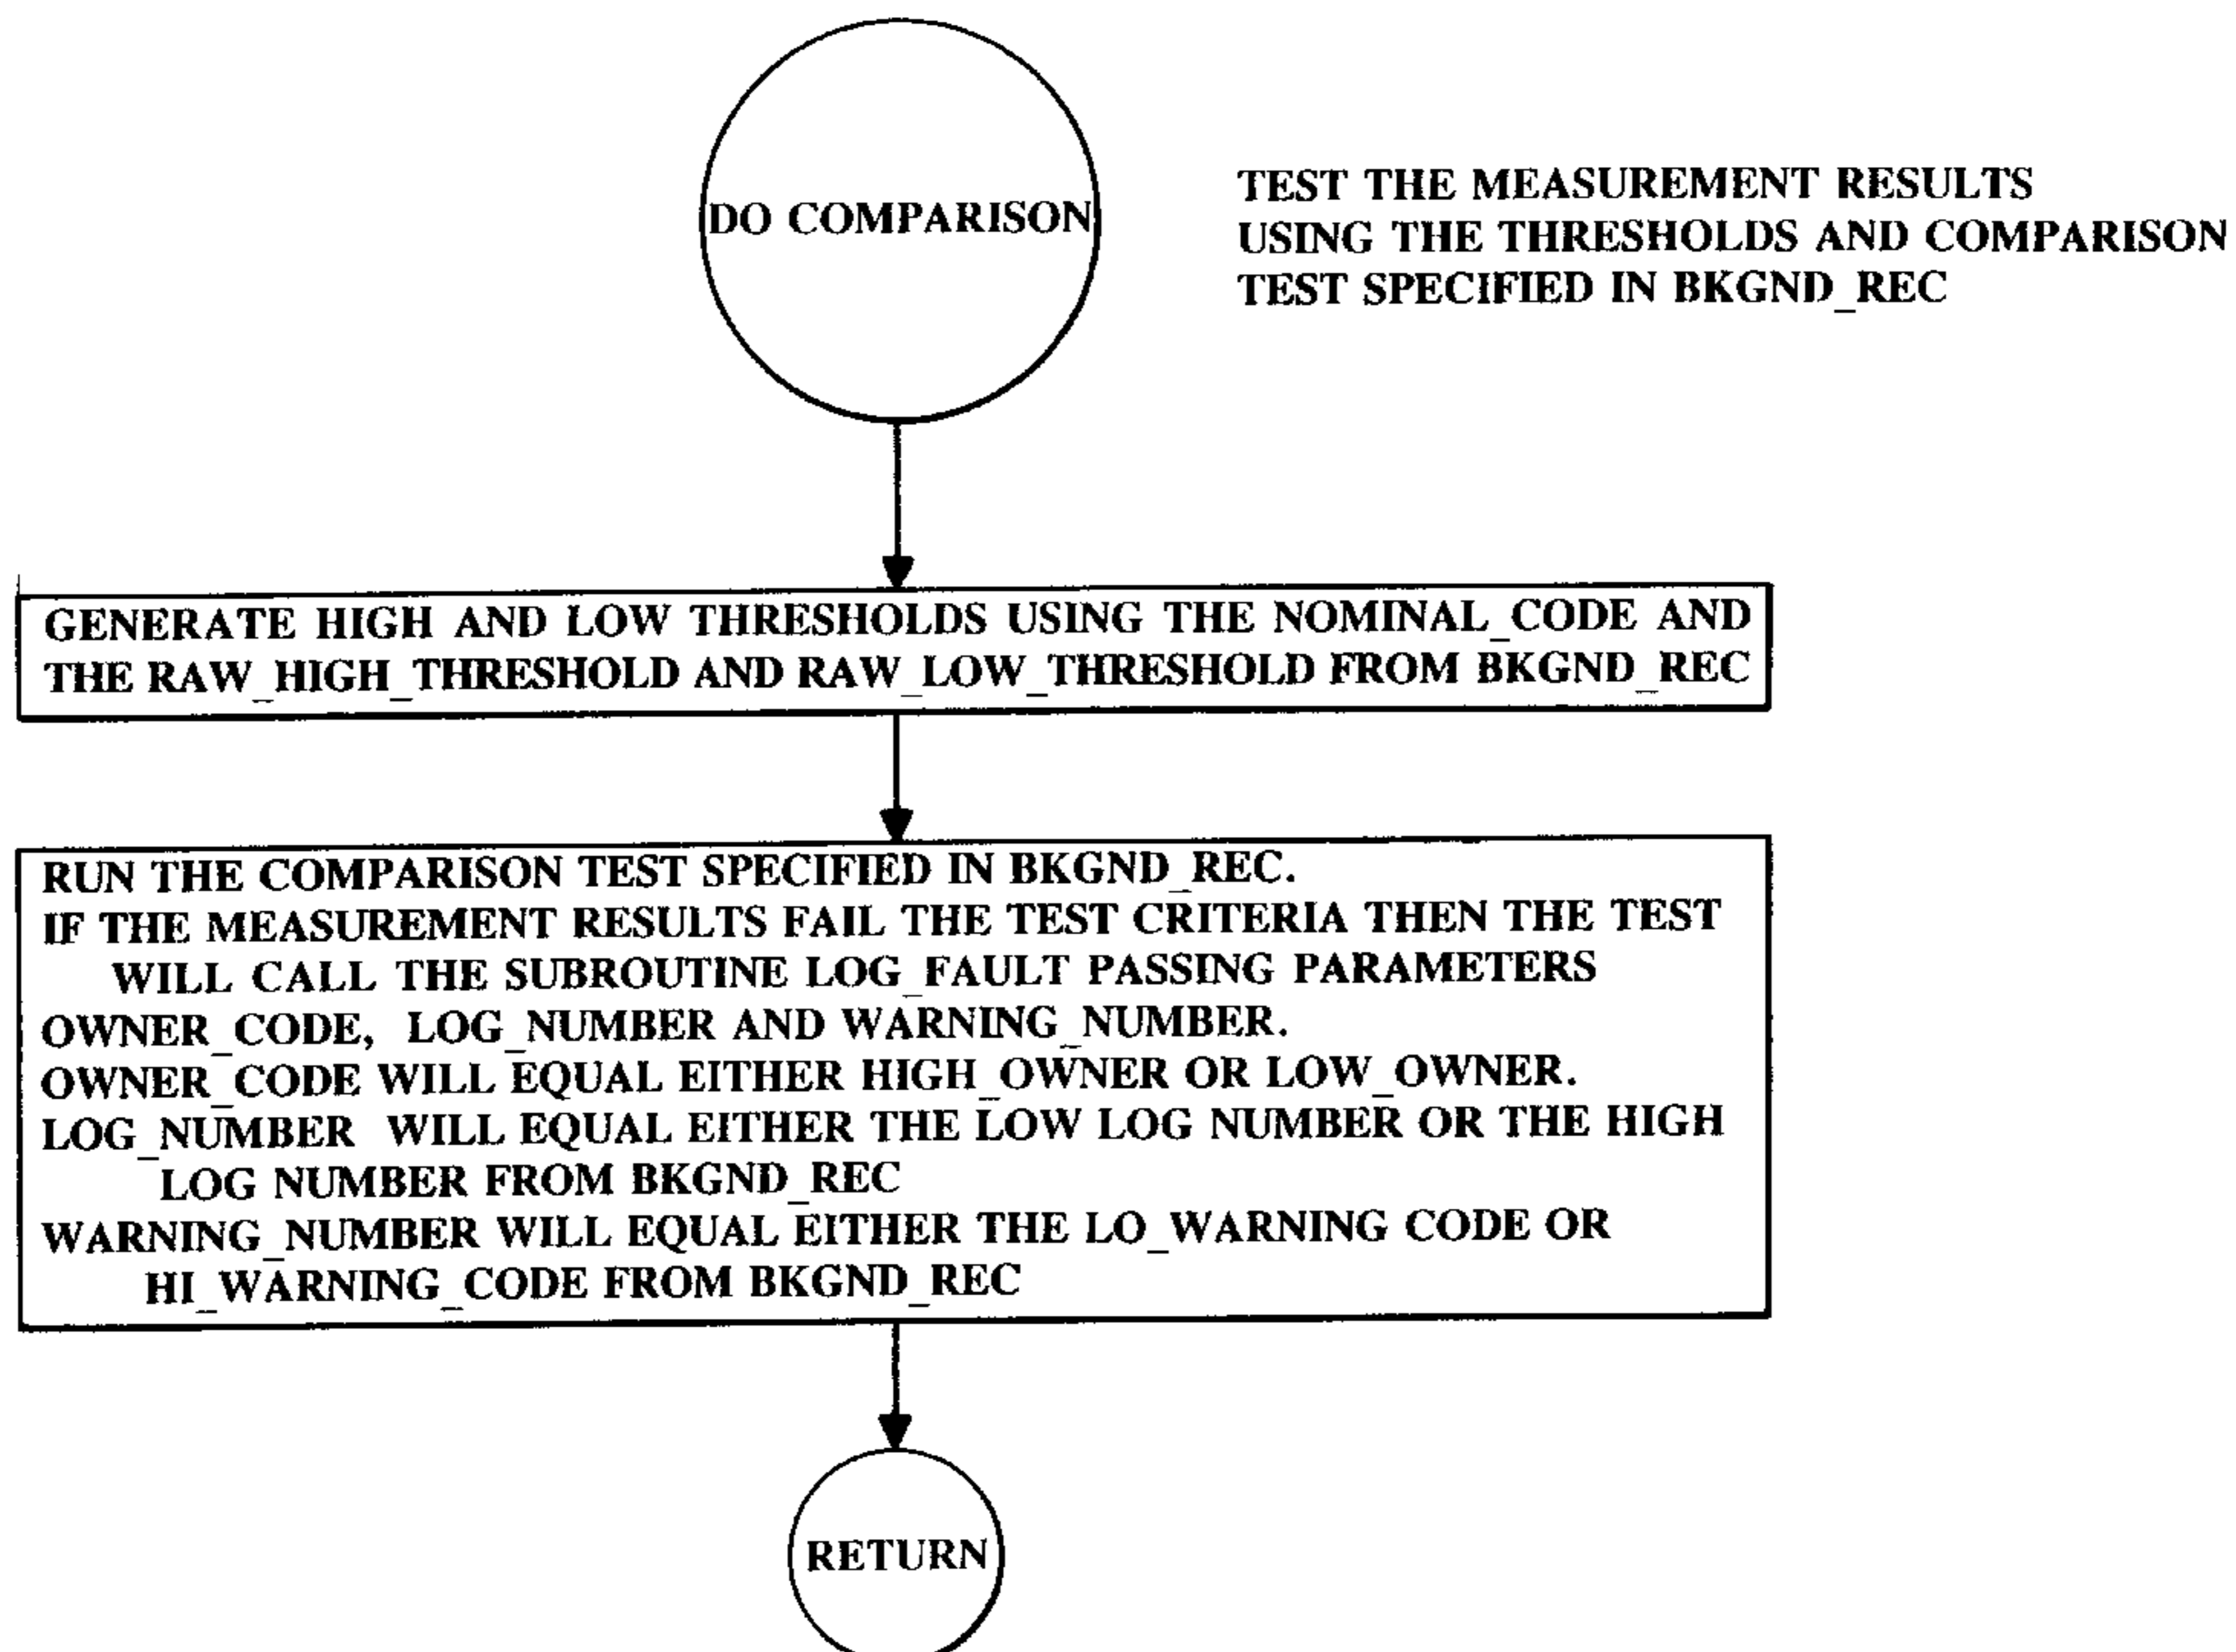 DO COMPARISON
TEST THE MEASUREMENT RESULTS
USING THE THRESHOLDS AND COMPARISON
TEST SPECIFIED IN BKGND_REC
GENERATE HIGH AND LOW THRESHOLDS USING THE NOMINAL_CODE AND
THE RAW_HIGH_THRESHOLD AND RAW_LOW_THRESHOLD FROM BKGND_REC
RUN THE COMPARISON TEST SPECIFIED IN BKGND_REC.
IF THE MEASUREMENT RESULTS FAIL THE TEST CRITERIA THEN THE TEST
WILL CALL THE SUBROUTINE LOG_FAULT PASSING PARAMETERS
OWNER_CODE, LOG_NUMBER AND WARNING_NUMBER.
OWNER_CODE WILL EQUAL EITHER HIGH_OWNER OR LOW_OWNER.
LOG_NUMBER WILL EQUAL EITHER THE LOW LOG NUMBER OR THE HIGH
LOG NUMBER FROM BKGND_REC
WARNING_NUMBER WILL EQUAL EITHER THE LO_WARNING CODE OR
HI_WARNING_CODE FROM BKGND_REC
RETURN